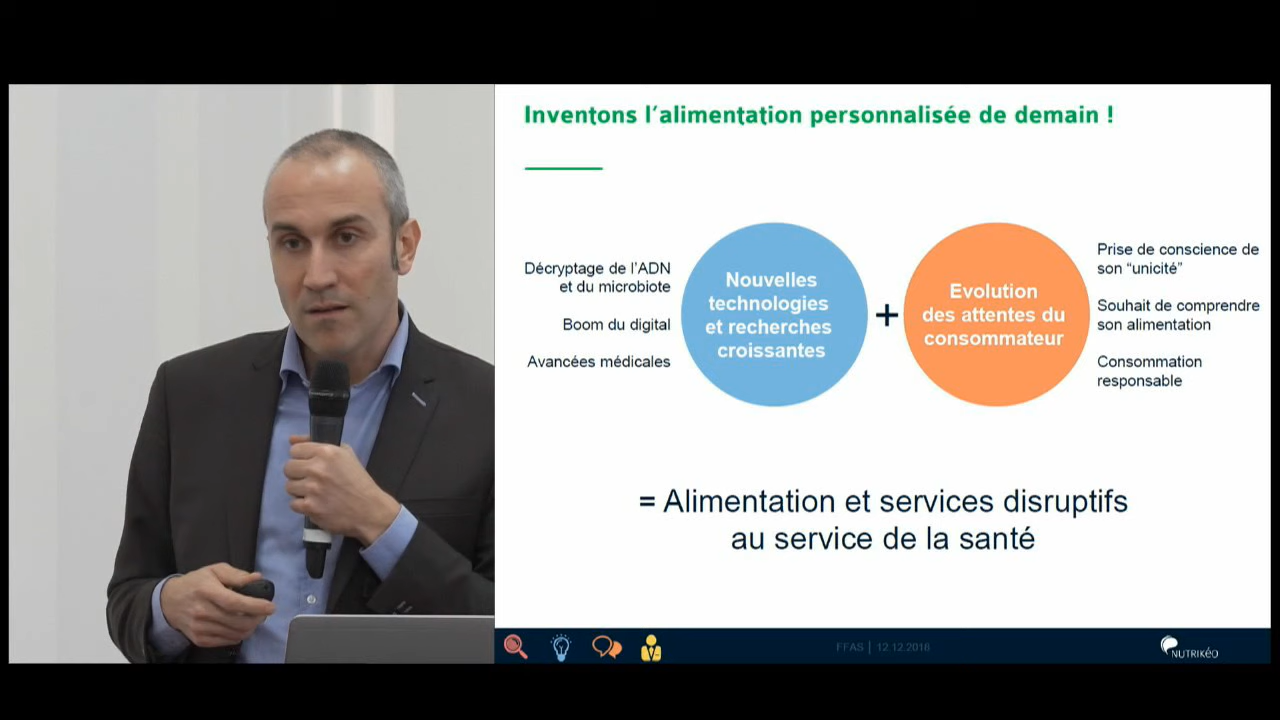 Inventons l'alimentation personnalisée de demain !
Décryptage de l'ADN
et du microbiote
Boom du digital
Avancées médicales
Nouvelles
technologies
et recherches
croissantes
+
Evolution
des attentes du
consommateur
Prise de conscience de
son “unicité”
Souhait de comprendre
son alimentation
Consommation
responsable
= Alimentation et services disruptifs
au service de la santé
FFAS | 12.12.2018
NUTRIKÉO